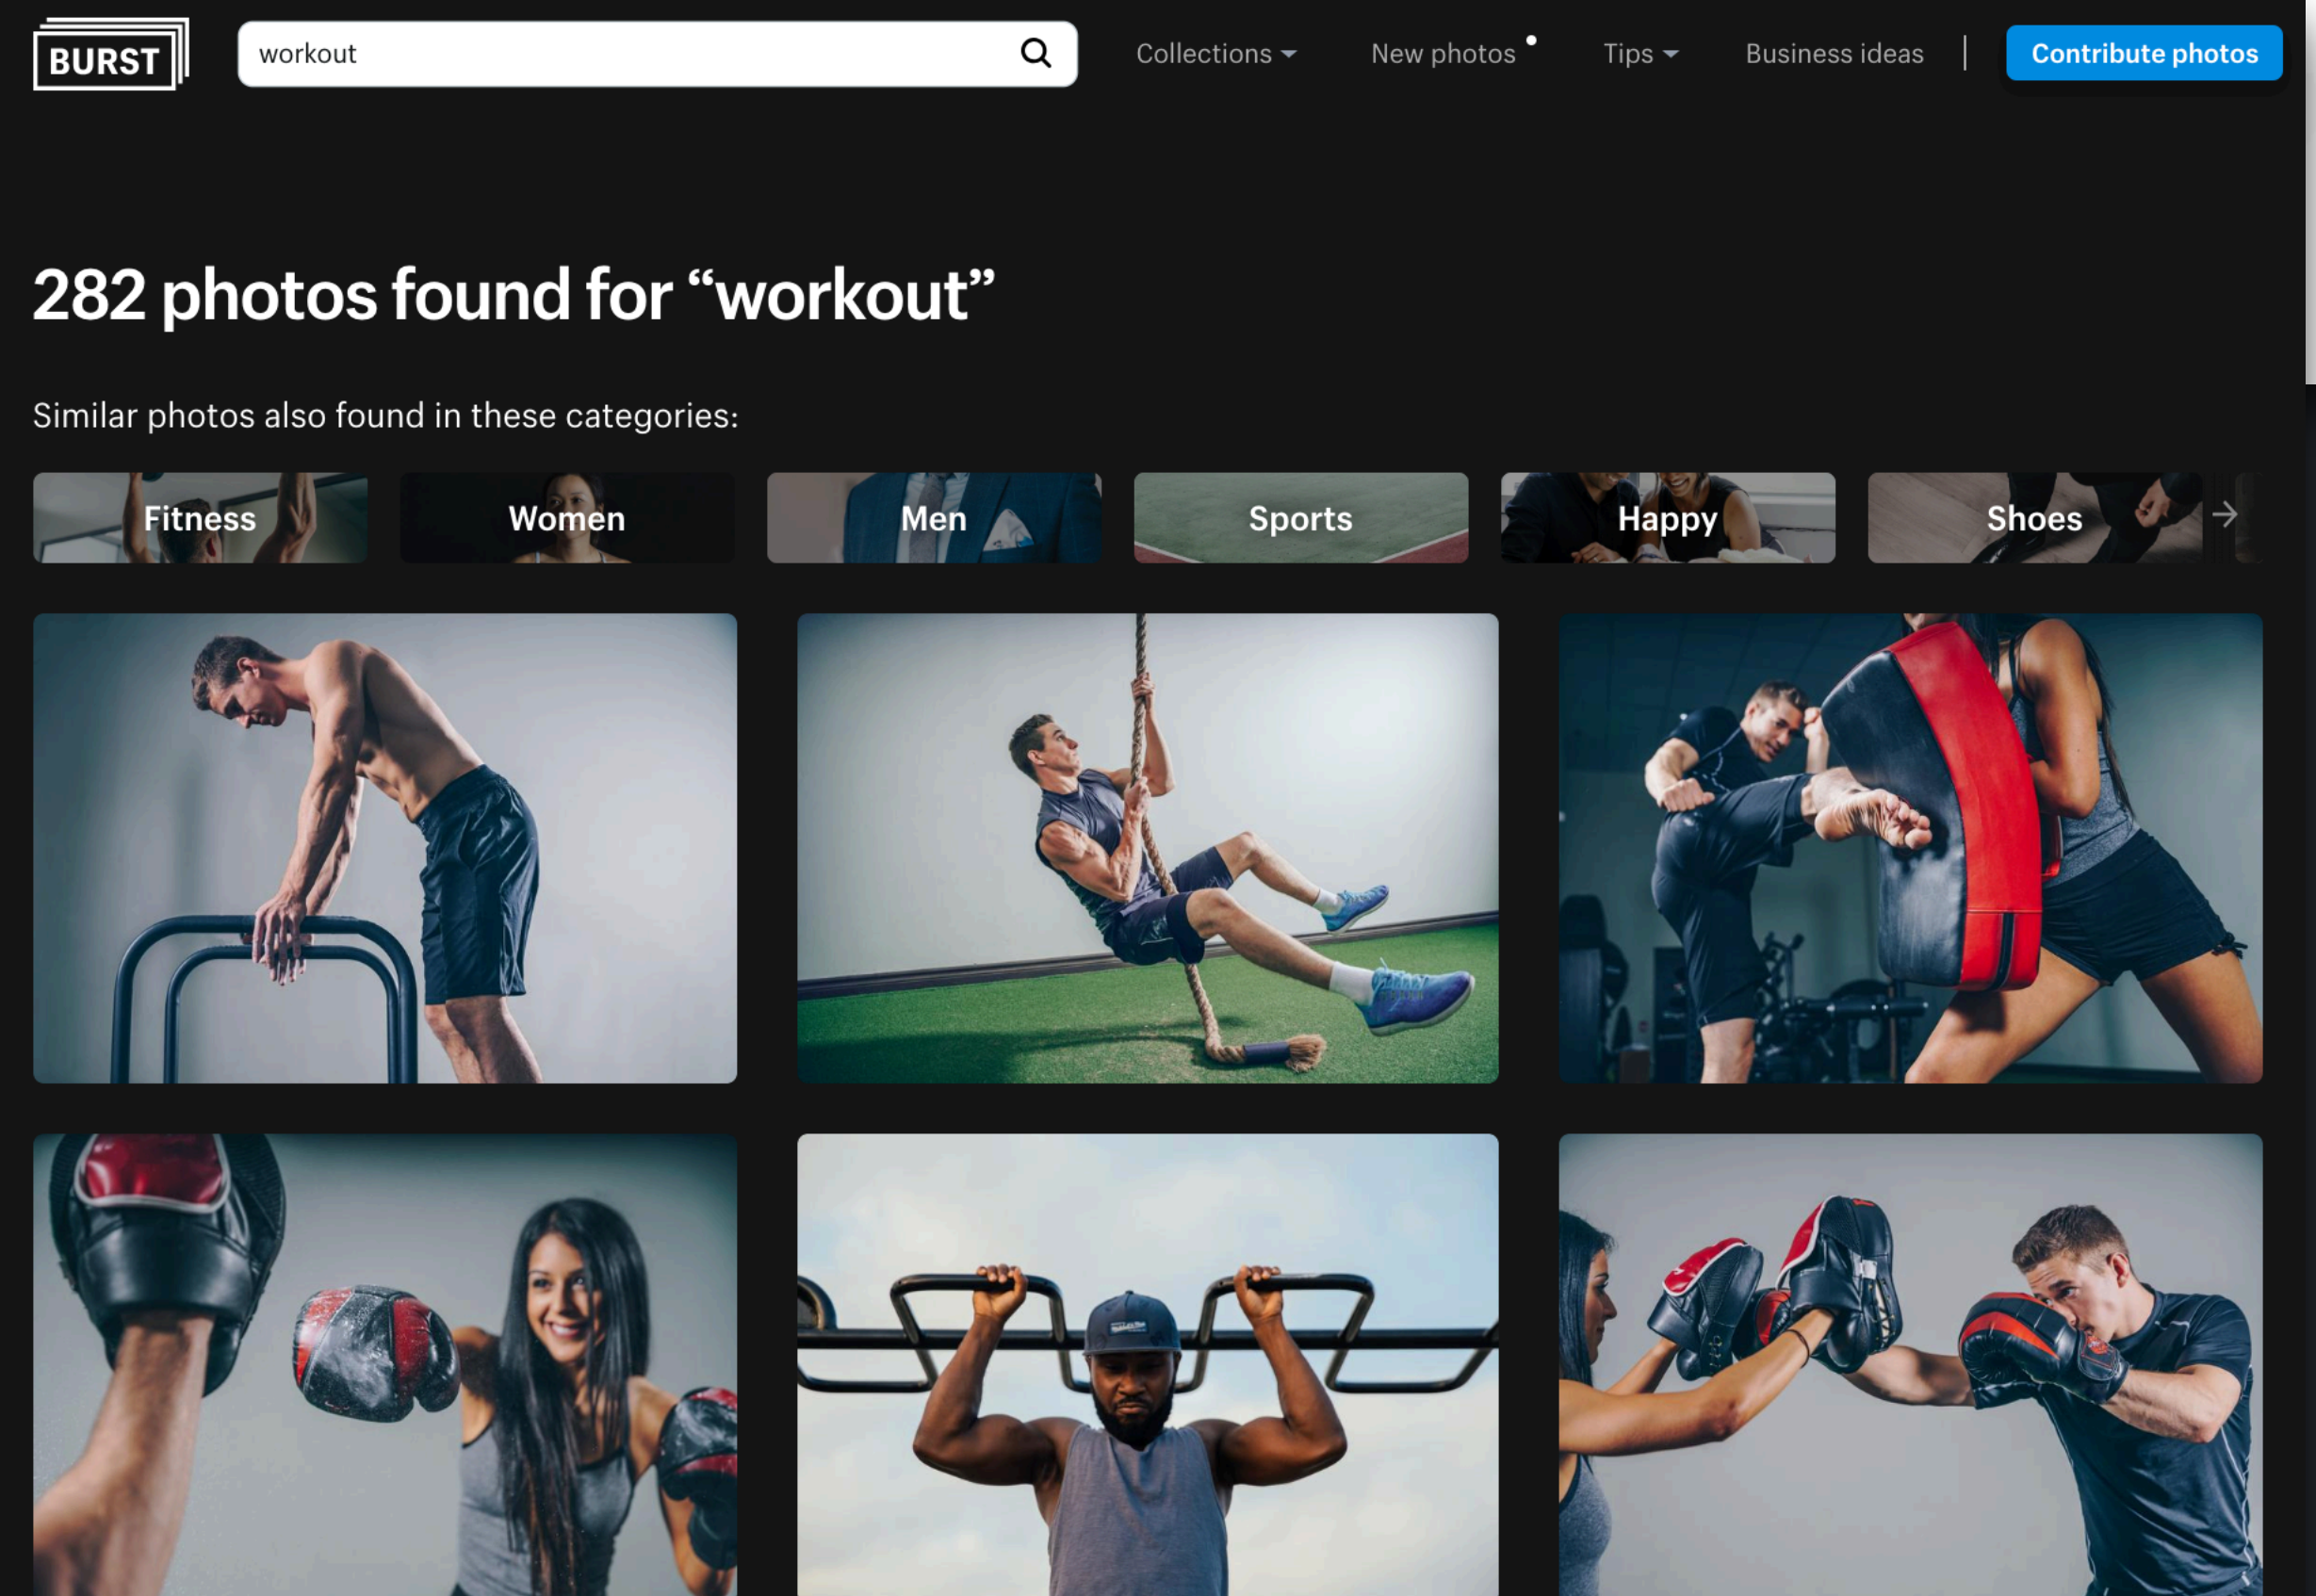 BURST
workout
Collections
New photos
Tips
Business ideas
Contribute photos
282 photos found for “workout”
Similar photos also found in these categories:
Fitness
Women
Men
Sports
Happy
Shoes